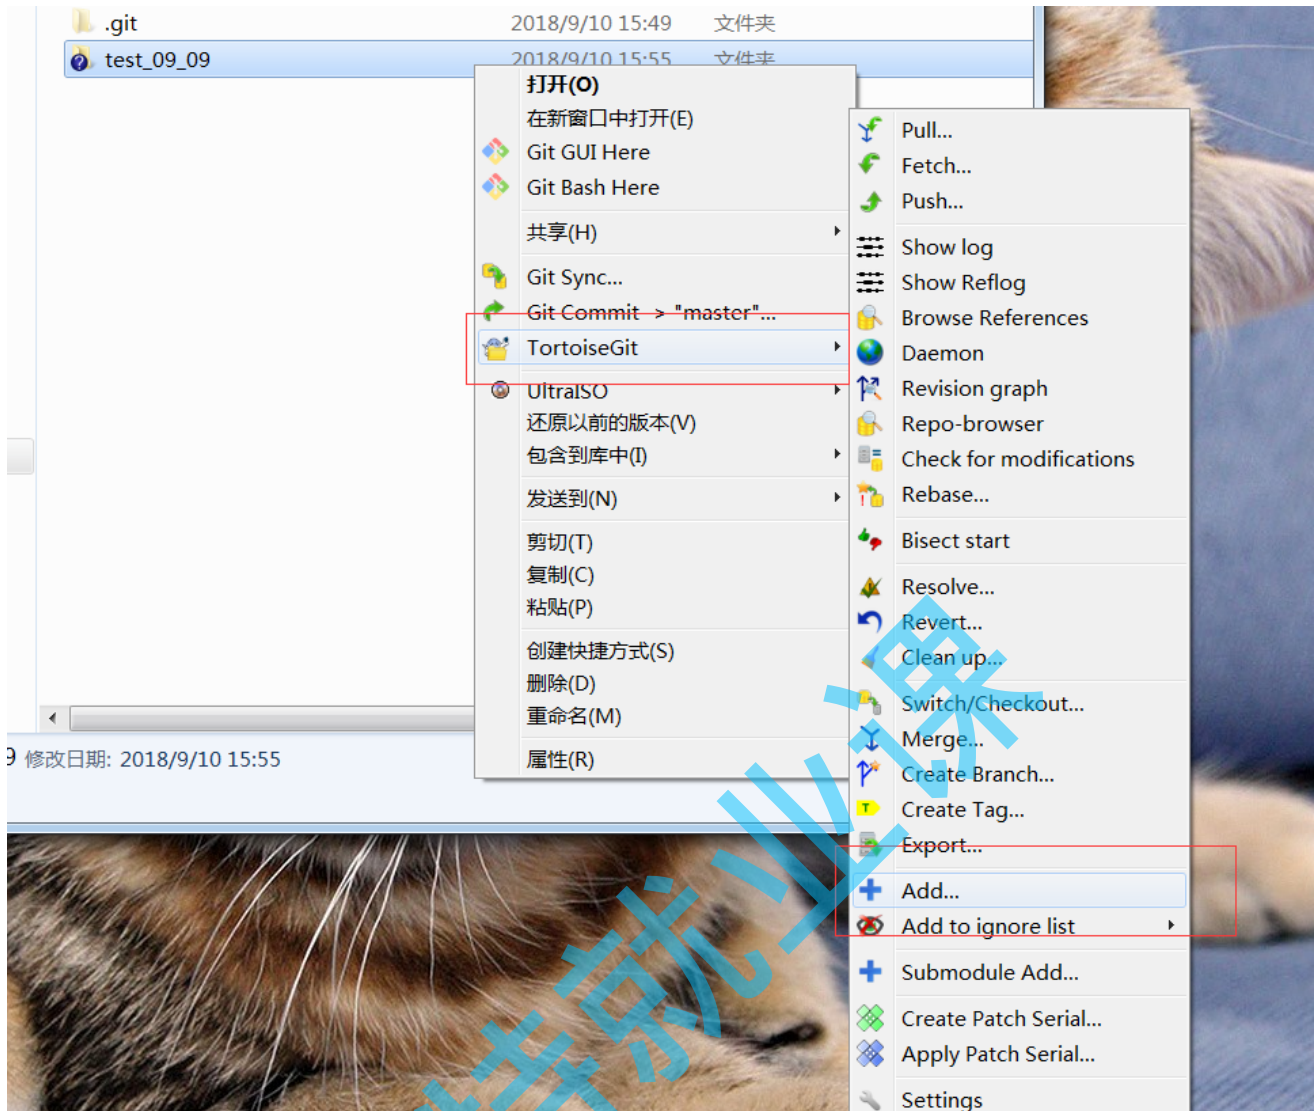 .git 2018/9/10 15:49 文件夹
test_09_09 2018/9/10 15:55 文件夹
打开(O)
在新窗口中打开(E)
Git GUI Here
Git Bash Here
共享(H)
Git Sync...
Git Commit -> "master"...
TortoiseGit
UltraISO
还原以前的版本(V)
包含到库中(I)
发送到(N)
剪切(T)
复制(C)
粘贴(P)
创建快捷方式(S)
删除(D)
重命名(M)
属性(R)
Pull...
Fetch...
Push...
Show log
Show Reflog
Browse References
Daemon
Revision graph
Repo-browser
Check for modifications
Rebase...
Bisect start
Resolve...
Revert...
Clean up...
Switch/Checkout...
Merge...
Create Branch...
Create Tag...
Export...
Add...
Add to ignore list
Submodule Add...
Create Patch Serial...
Apply Patch Serial...
Settings
9 修改日期: 2018/9/10 15:55
特就业课